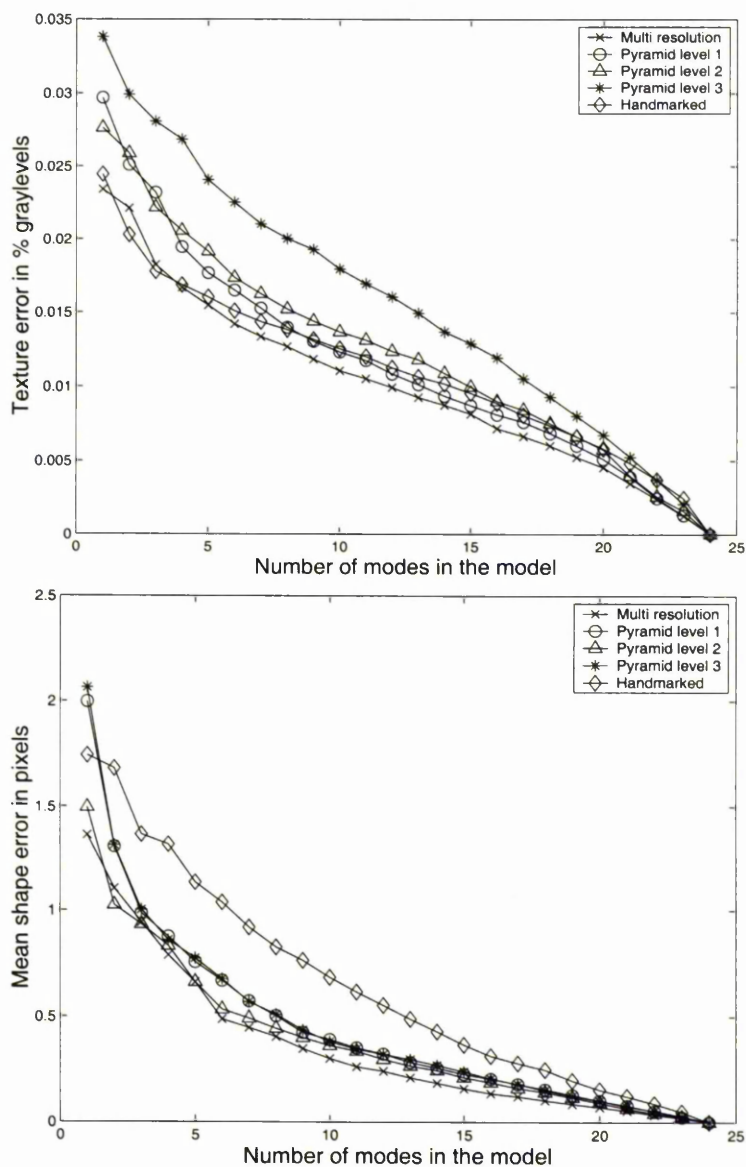 0.035
0.03
0.025
0.02
0.015
0.01
0.005
0
Texture error in % graylevels
Multi resolution
Pyramid level 1
Pyramid level 2
Pyramid level 3
Handmarked
0 5 10 15 20 25
Number of modes in the model
2.5
2
1.5
1
0.5
0
Mean shape error in pixels
Multi resolution
Pyramid level 1
Pyramid level 2
Pyramid level 3
Handmarked
0 5 10 15 20 25
Number of modes in the model